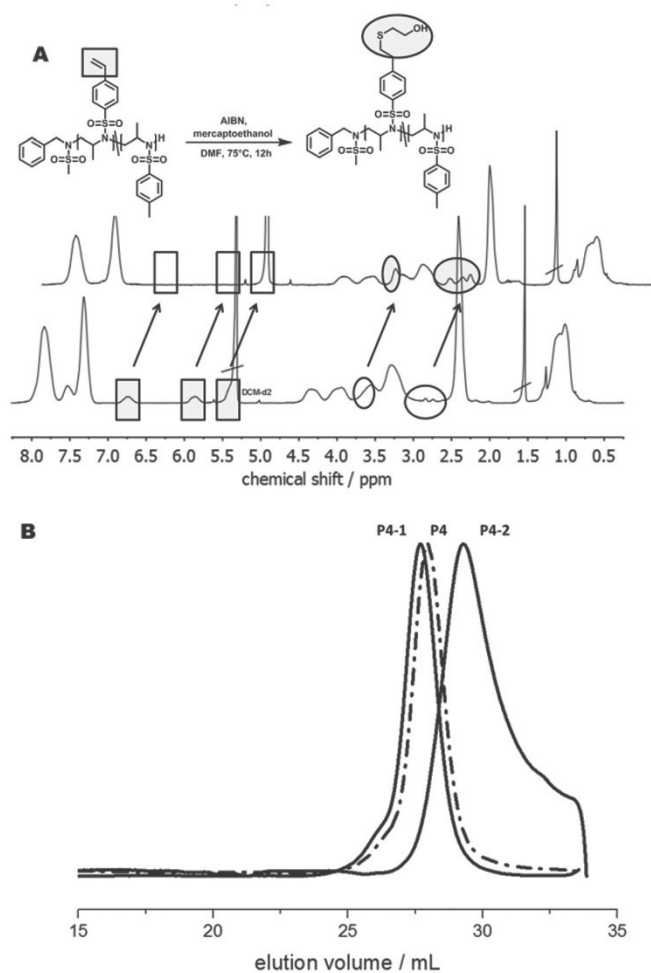 A
S
OH
O=S=O
N
N
H
O=S=O
O=S=O
AIBN,
mercaptoethanol
DMF, 75°C, 12h
O=S=O
N
N
H
O=S=O
O=S=O
DCM-d2
8.0 7.5 7.0 6.5 6.0 5.5 5.0 4.5 4.0 3.5 3.0 2.5 2.0 1.5 1.0 0.5
chemical shift / ppm
B
P4-1 P4 P4-2
15 20 25 30 35
elution volume / mL